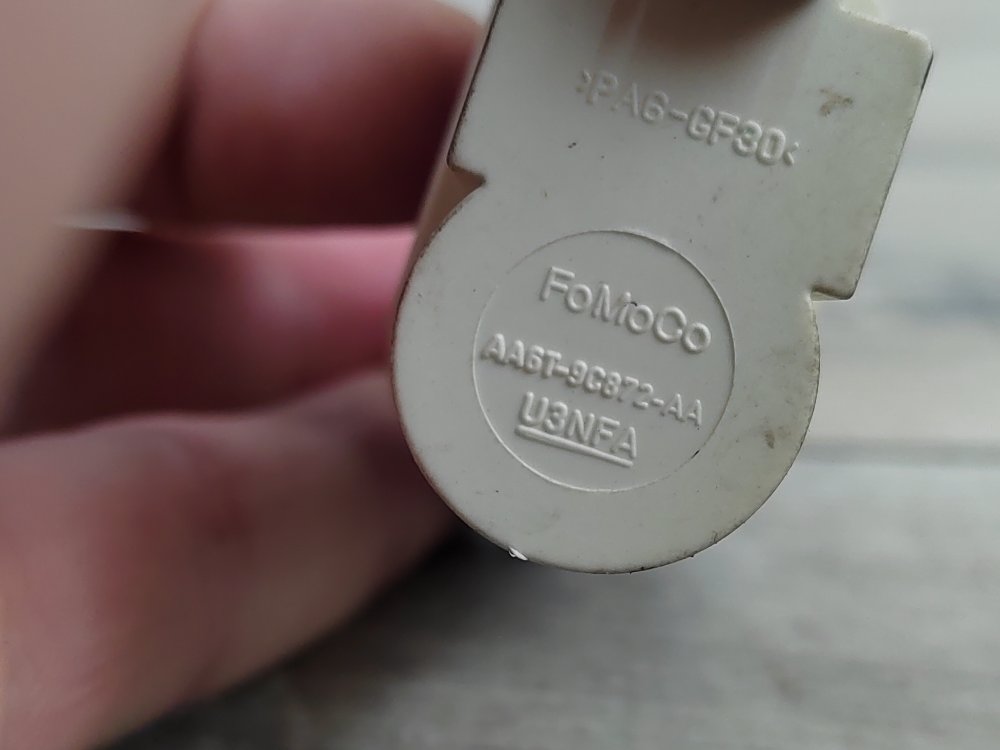 >PA6-GF30<
FoMoCo
AA6T-9C872-AA
U3NFA